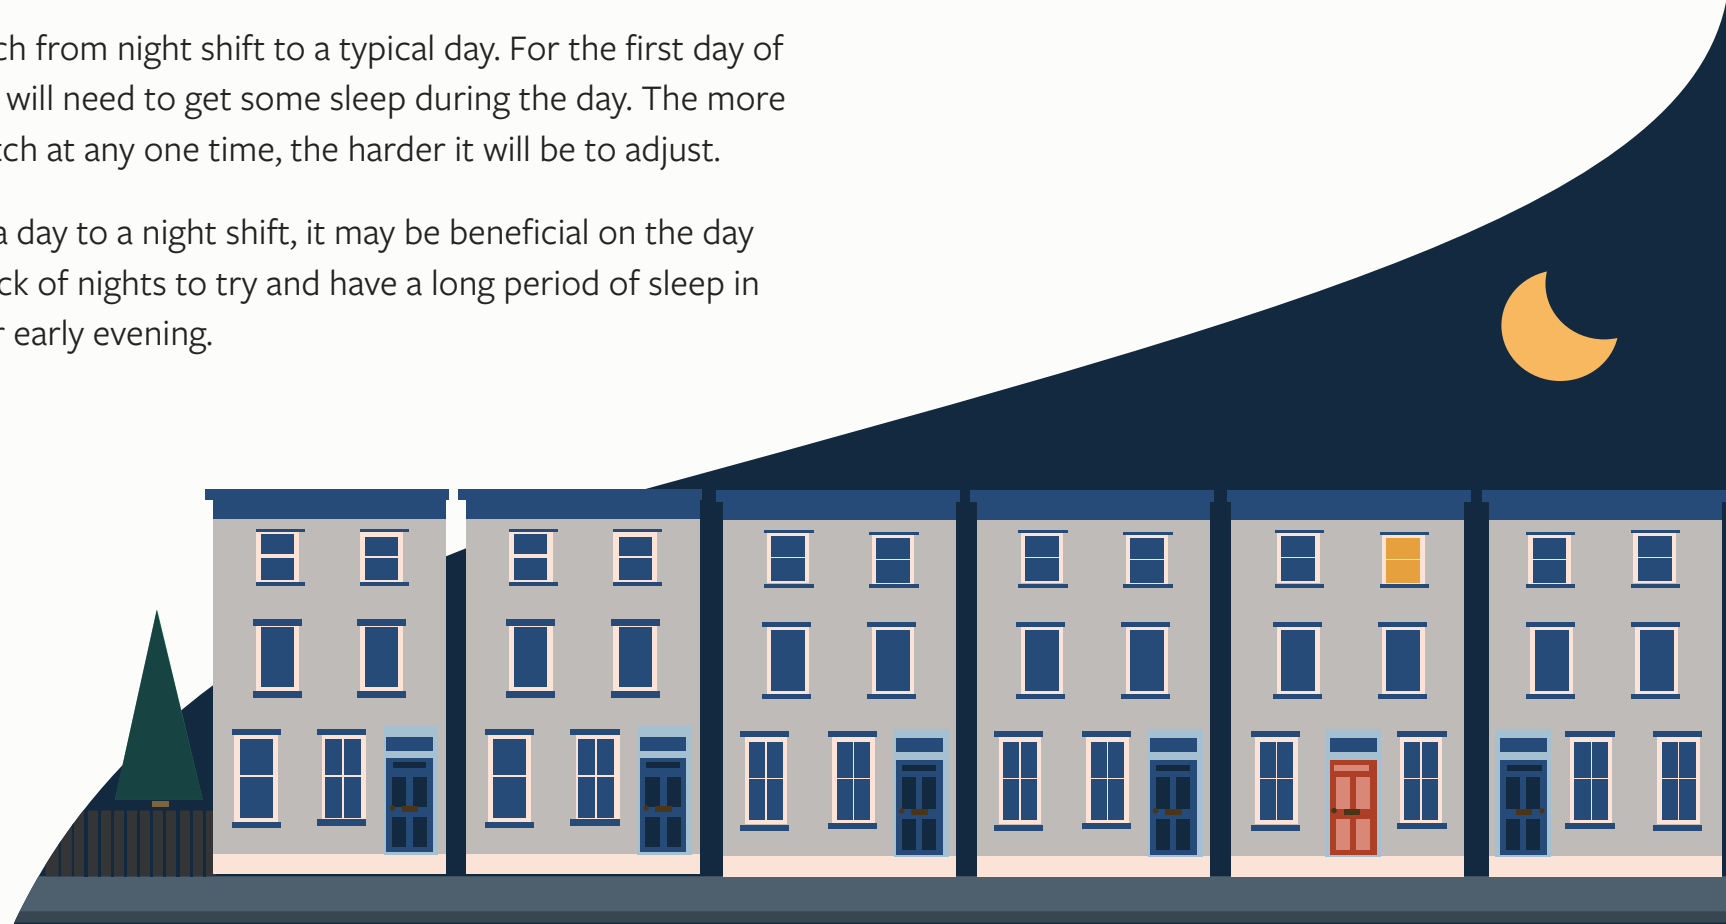 ch from night shift to a typical day. For the first day of
will need to get some sleep during the day. The more
tch at any one time, the harder it will be to adjust.
a day to a night shift, it may be beneficial on the day
ck of nights to try and have a long period of sleep in
r early evening.